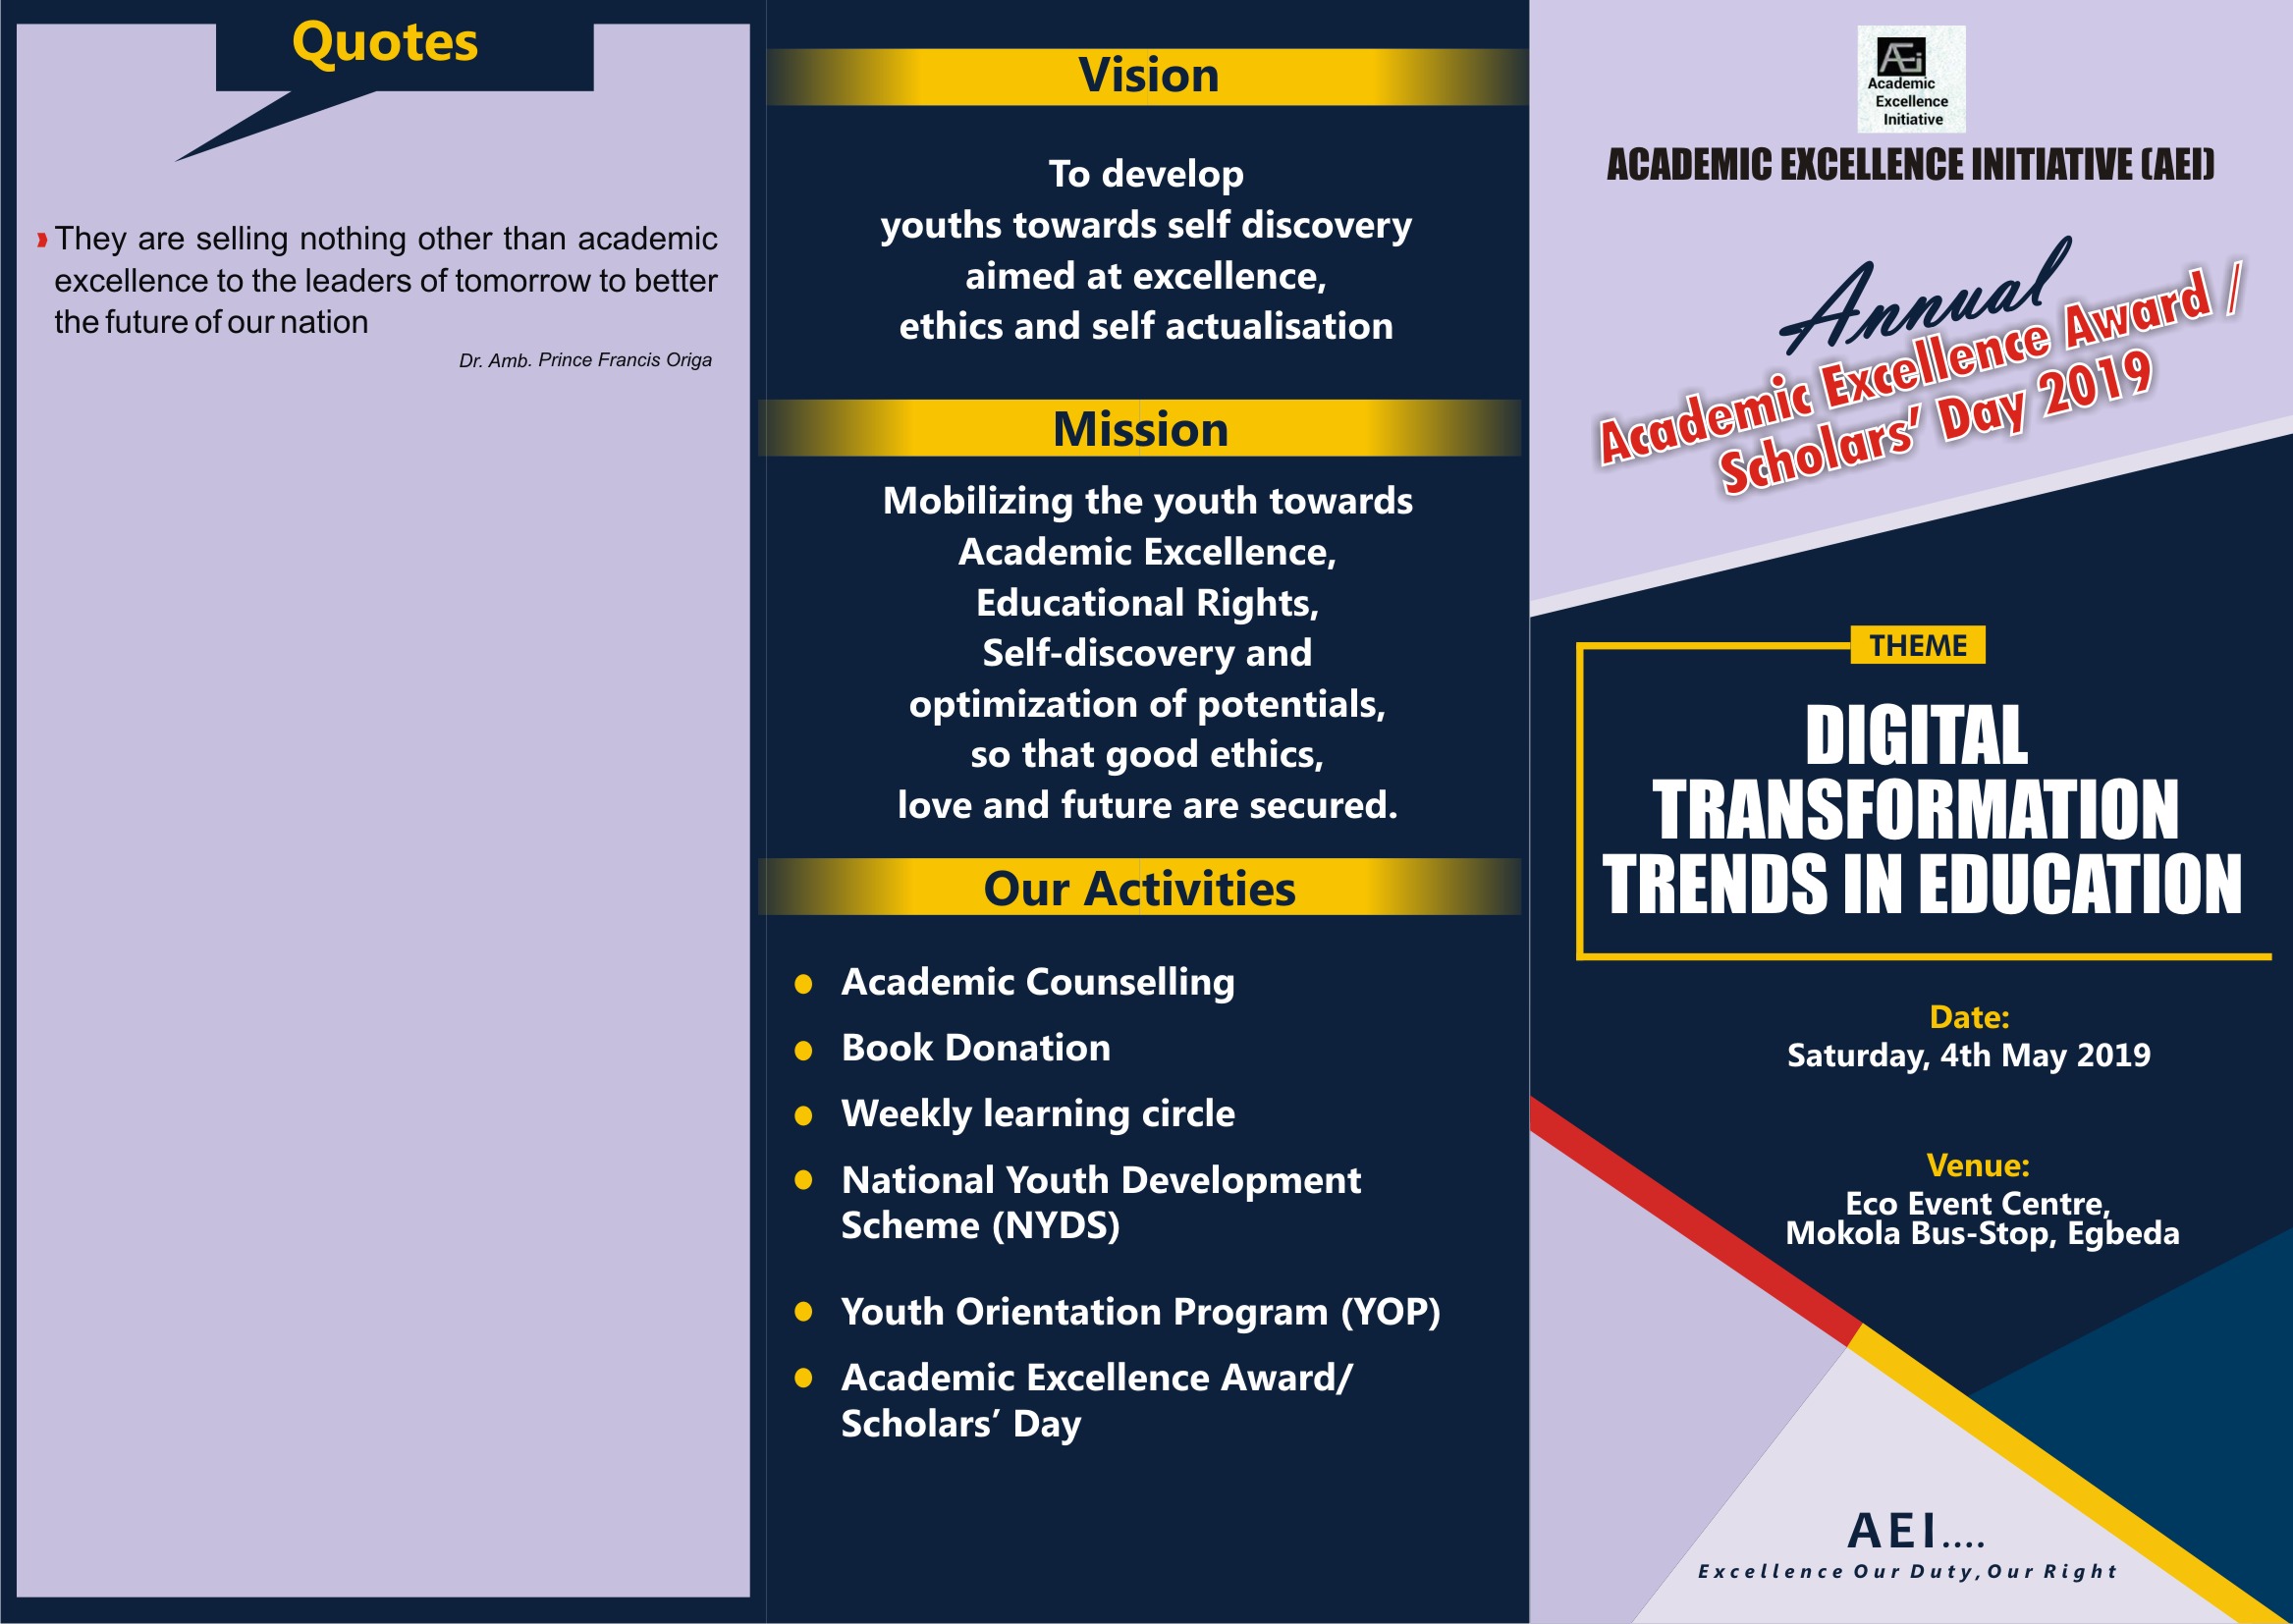 Quotes
They are selling nothing other than academic
excellence to the leaders of tomorrow to better
the future of our nation
Dr. Amb. Prince Francis Origa
Vision
To develop
youths towards self discovery
aimed at excellence,
ethics and self actualisation
Mission
Mobilizing the youth towards
Academic Excellence,
Educational Rights,
Self-discovery and
optimization of potentials,
so that good ethics,
love and future are secured.
Our Activities
Academic Counselling
Book Donation
Weekly learning circle
National Youth Development
Scheme (NYDS)
Youth Orientation Program (YOP)
Academic Excellence Award/
Scholars’ Day
AEi
Academic
Excellence
Initiative
ACADEMIC EXCELLENCE INITIATIVE (AEI)
Annual
Academic Excellence Award /
Scholars’ Day 2019
THEME
DIGITAL
TRANSFORMATION
TRENDS IN EDUCATION
Date:
Saturday, 4th May 2019
Venue:
Eco Event Centre,
Mokola Bus-Stop, Egbeda
AEI....
Excellence Our Duty, Our Right